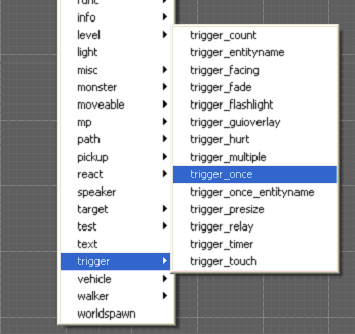 func
info
level
light
misc
monster
moveable
mp
path
pickup
react
speaker
target
test
text
trigger
vehicle
walker
worldspawn
trigger_count
trigger_entityname
trigger_facing
trigger_fade
trigger_flashlight
trigger_guioverlay
trigger_hurt
trigger_multiple
trigger_once
trigger_once_entityname
trigger_presize
trigger_relay
trigger_timer
trigger_touch